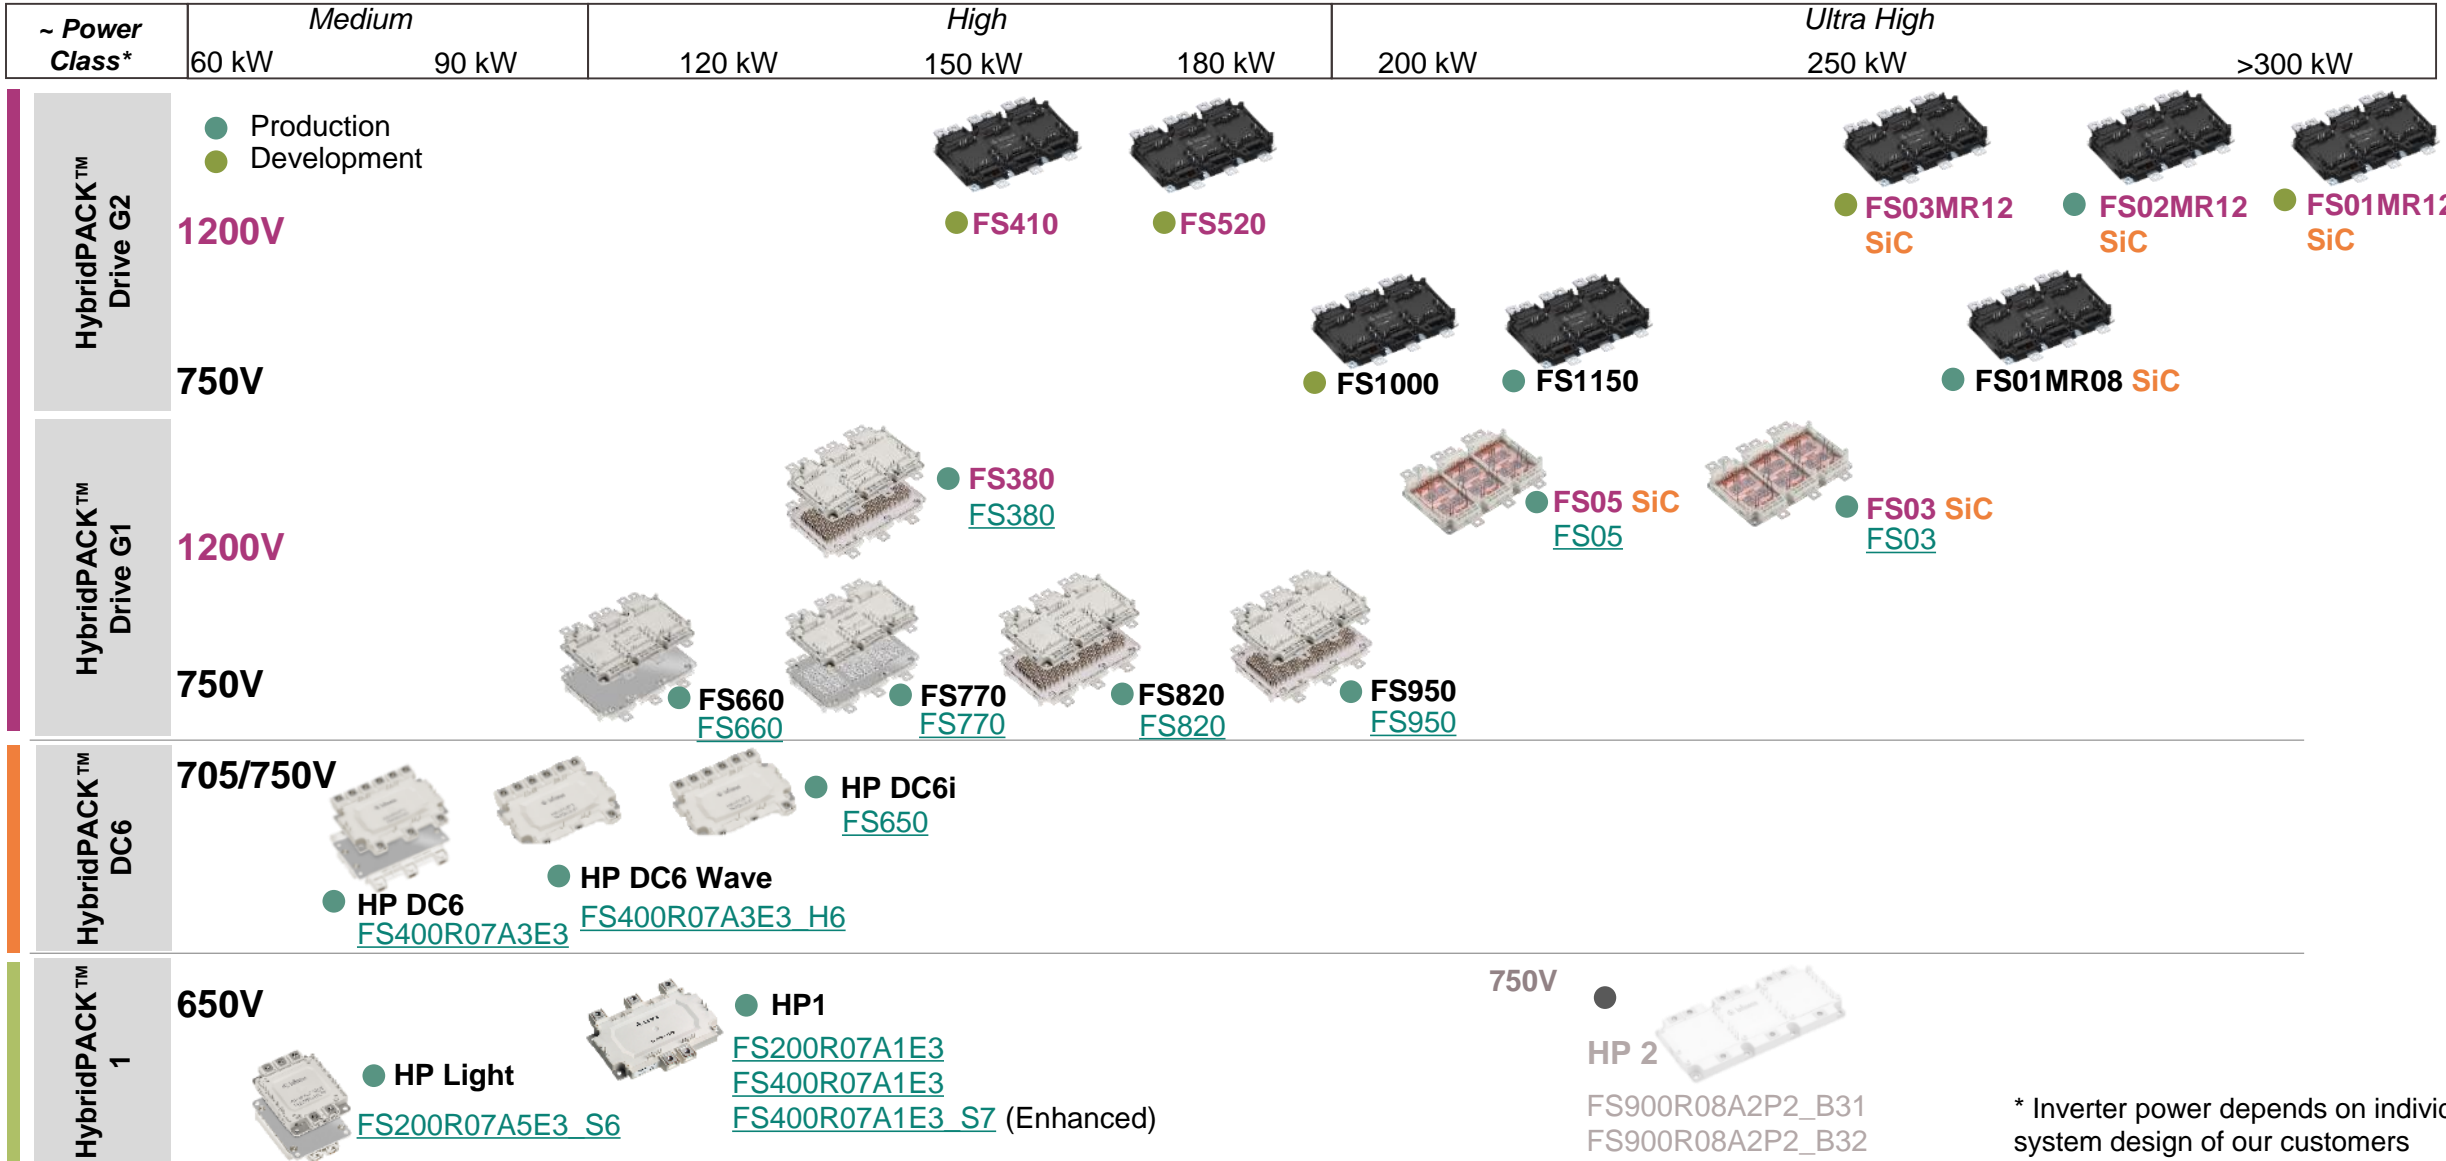 ~ Power
Class*
Medium
High
Ultra High
60 kW
90 kW
120 kW
150 kW
180 kW
200 kW
250 kW
>300 kW
HybridPACK™
Drive G2
Production
Development
1200V
FS410
FS520
FS03MR12
SiC
FS02MR12
SiC
FS01MR12
SiC
750V
FS1000
FS1150
FS01MR08 SiC
HybridPACK™
Drive G1
1200V
FS380
FS380
FS05 SiC
FS05
FS03 SiC
FS03
750V
FS660
FS660
FS770
FS770
FS820
FS820
FS950
FS950
HybridPACK™
DC6
705/750V
HP DC6i
FS650
HP DC6 Wave
FS400R07A3E3_H6
HP DC6
FS400R07A3E3
HybridPACK™
1
650V
HP Light
FS200R07A5E3_S6
HP1
FS200R07A1E3
FS400R07A1E3
FS400R07A1E3_S7 (Enhanced)
750V
HP 2
FS900R08A2P2_B31
FS900R08A2P2_B32
* Inverter power depends on individ
system design of our customers